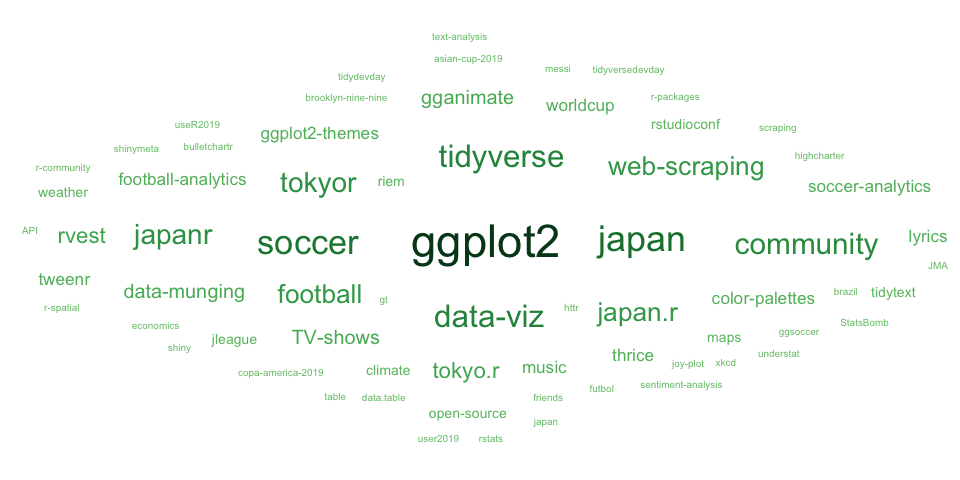 text-analysis
asian-cup-2019
messi tidyversedevday
tidydevday
brooklyn-nine-nine gganimate worldcup r-packages
useR2019 ggplot2-themes rstudioconf scraping
shinymeta bulletchartr tidyverse web-scraping highcharter
r-community football-analytics tokyor riem soccer-analytics
weather
API rvest japanr soccer ggplot2 japan community lyrics
JMA
tweenr data-munging football gt color-palettes brazil tidytext
r-spatial data-viz httr japan.r StatsBomb
economics jleague TV-shows maps ggsoccer
shiny thrice understat
copa-america-2019 climate tokyo.r music joy-plot xkcd
table data.table friends futbol sentiment-analysis
open-source japan
user2019 rstats